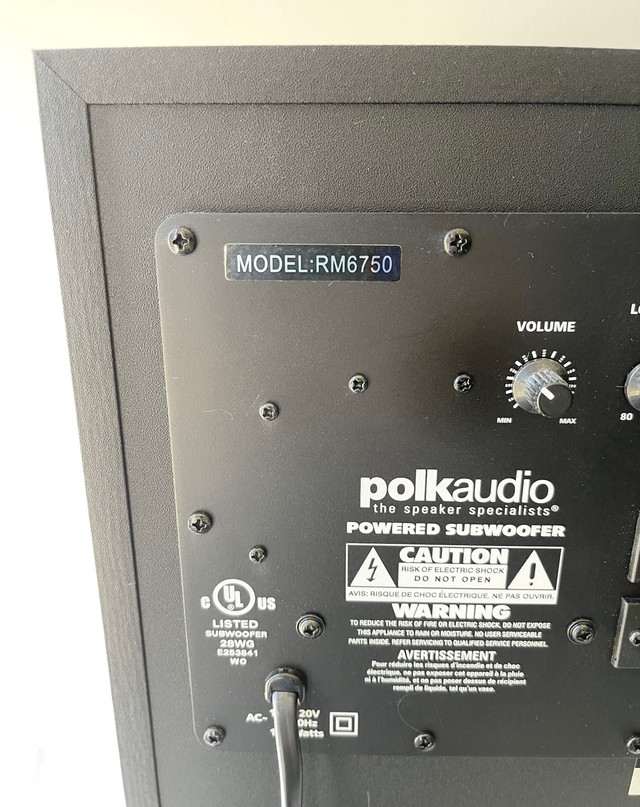 MODEL:RM6750
VOLUME
MIN
MAX
80
polkaudio
the speaker specialists®
POWERED SUBWOOFER
CAUTION
RISK OF ELECTRIC SHOCK
DO NOT OPEN
AVIS: RISQUE DE CHOC ÉLECTRIQUE, NE PAS OUVRIR.
WARNING
TO REDUCE THE RISK OF FIRE OR ELECTRIC SHOCK, DO NOT EXPOSE
THIS APPLIANCE TO RAIN OR MOISTURE. NO USER SERVICEABLE
PARTS INSIDE. REFER SERVICING TO QUALIFIED SERVICE PERSONNEL.
AVERTISSEMENT
Pour réduire les risques d'incendie et de choc
électrique, ne pas exposer cet appareil à la pluie
ni à l'humidité, et ne pas poser dessus de récipient
rempli de liquide, tel qu'un vase.
C UL US
LISTED
SUBWOOFER
28WG
E253841
WO
AC~
20V
0Hz